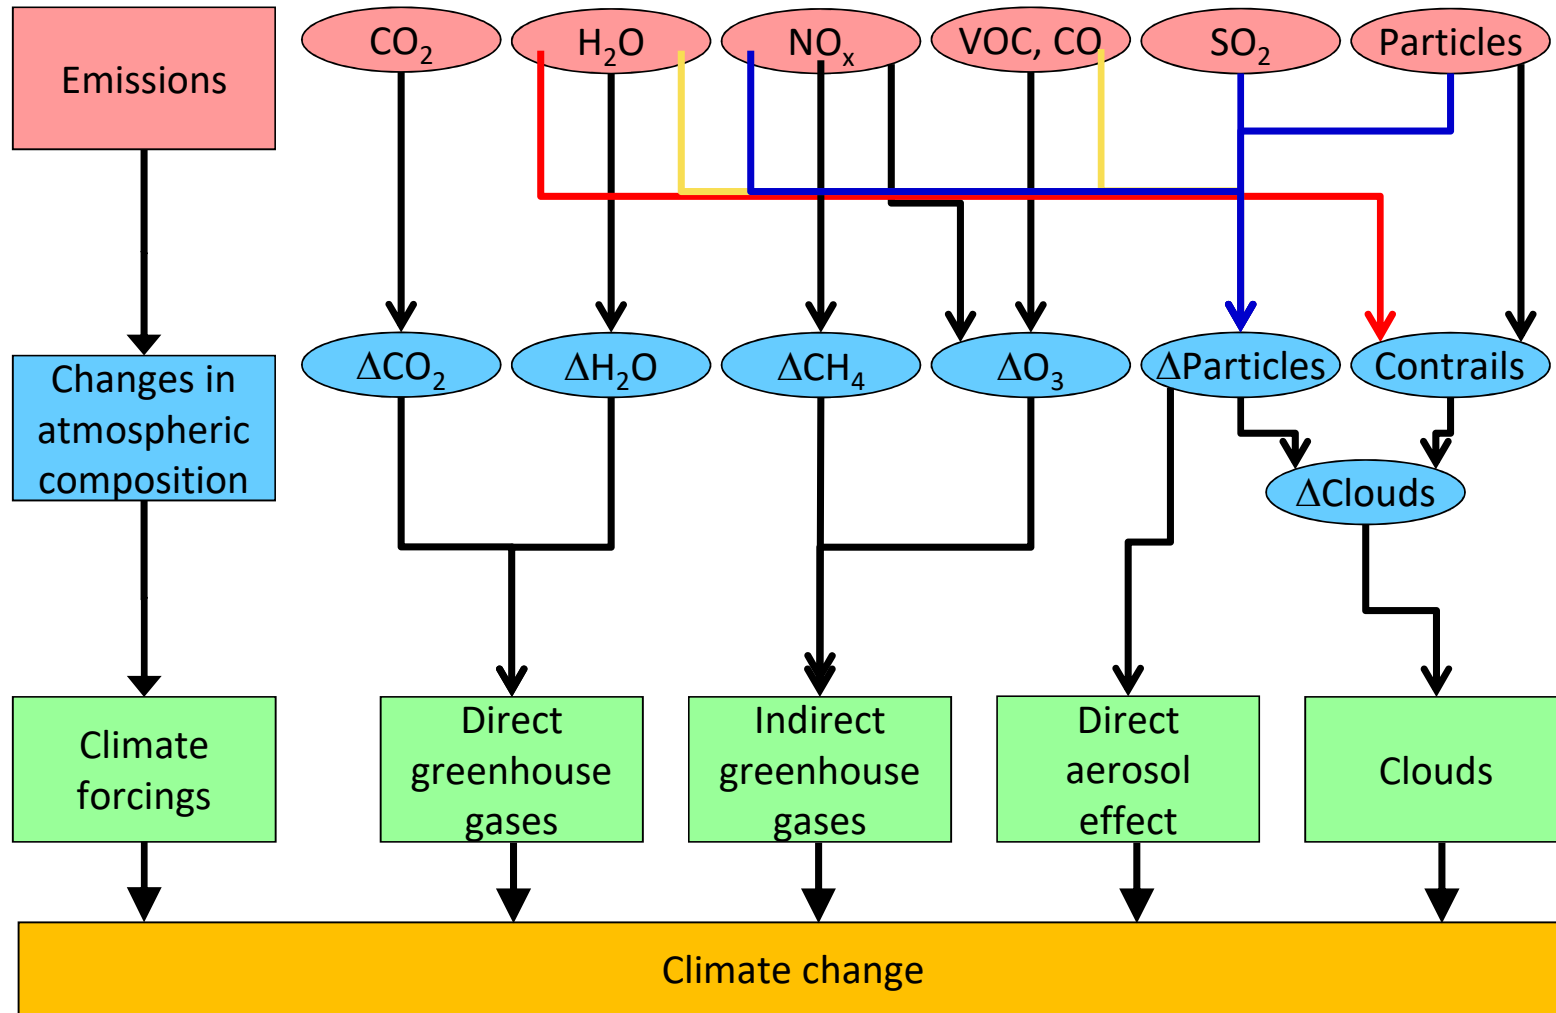 Emissions
CO₂
H₂O
NOₓ
VOC, CO
SO₂
Particles
Changes in
atmospheric
composition
ΔCO₂
ΔH₂O
ΔCH₄
ΔO₃
ΔParticles
Contrails
ΔClouds
Climate
forcings
Direct
greenhouse
gases
Indirect
greenhouse
gases
Direct
aerosol
effect
Clouds
Climate change